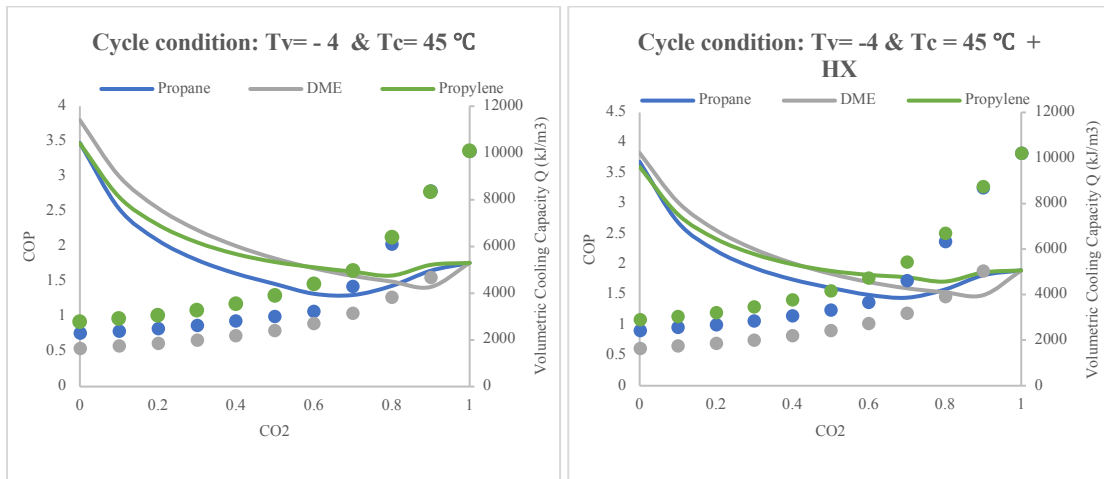 Cycle condition: Tv= - 4 & Tc= 45 ℃
Propane DME Propylene
4
3.5
3
2.5
2
1.5
1
0.5
0
COP
12000
10000
8000
6000
4000
2000
0
Volumetric Cooling Capacity Q (kJ/m3)
0 0.2 0.4 0.6 0.8 1
CO2
Cycle condition: Tv= -4 & Tc = 45 ℃ +
HX
Propane DME Propylene
4.5
4
3.5
3
2.5
2
1.5
1
0.5
0
COP
12000
10000
8000
6000
4000
2000
0
Volumetric Cooling Capacity Q (kJ/m3)
0 0.2 0.4 0.6 0.8 1
CO2